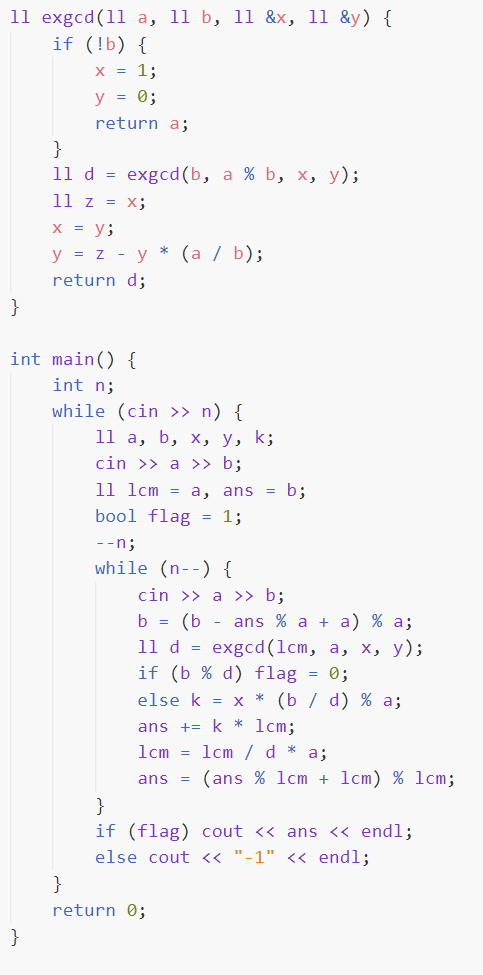 ll exgcd(ll a, ll b, ll &x, ll &y) {
    if (!b) {
        x = 1;
        y = 0;
        return a;
    }
    ll d = exgcd(b, a % b, x, y);
    ll z = x;
    x = y;
    y = z - y * (a / b);
    return d;
}

int main() {
    int n;
    while (cin >> n) {
        ll a, b, x, y, k;
        cin >> a >> b;
        ll lcm = a, ans = b;
        bool flag = 1;
        --n;
        while (n--) {
            cin >> a >> b;
            b = (b - ans % a + a) % a;
            ll d = exgcd(lcm, a, x, y);
            if (b % d) flag = 0;
            else k = x * (b / d) % a;
            ans += k * lcm;
            lcm = lcm / d * a;
            ans = (ans % lcm + lcm) % lcm;
        }
        if (flag) cout << ans << endl;
        else cout << "-1" << endl;
    }
    return 0;
}